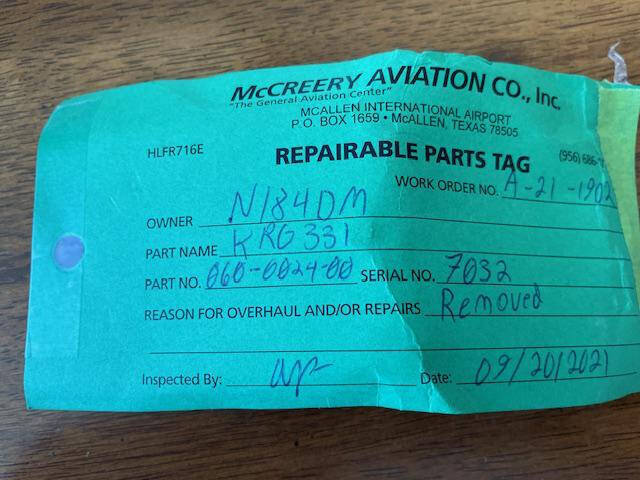 McCREERY AVIATION CO., Inc.
"The General Aviation Center"
McALLEN INTERNATIONAL AIRPORT
P.O. BOX 1659 • McALLEN, TEXAS 78505
HLFR716E
REPAIRABLE PARTS TAG (956) 686-
WORK ORDER NO. A-21-1902
OWNER N184DM
PART NAME KRG 331
PART NO. 060-0024-00 SERIAL NO. 7032
REASON FOR OVERHAUL AND/OR REPAIRS Removed
Inspected By: Date: 09/20/2021